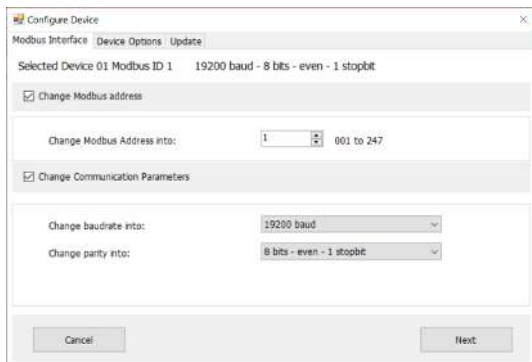 Configure Device
Modbus Interface Device Options Update
Selected Device 01 Modbus ID 1 19200 baud - 8 bits - even - 1 stopbit
Change Modbus address
Change Modbus Address into: 1 001 to 247
Change Communication Parameters
Change baudrate into: 19200 baud
Change parity into: 8 bits - even - 1 stopbit
Cancel Next